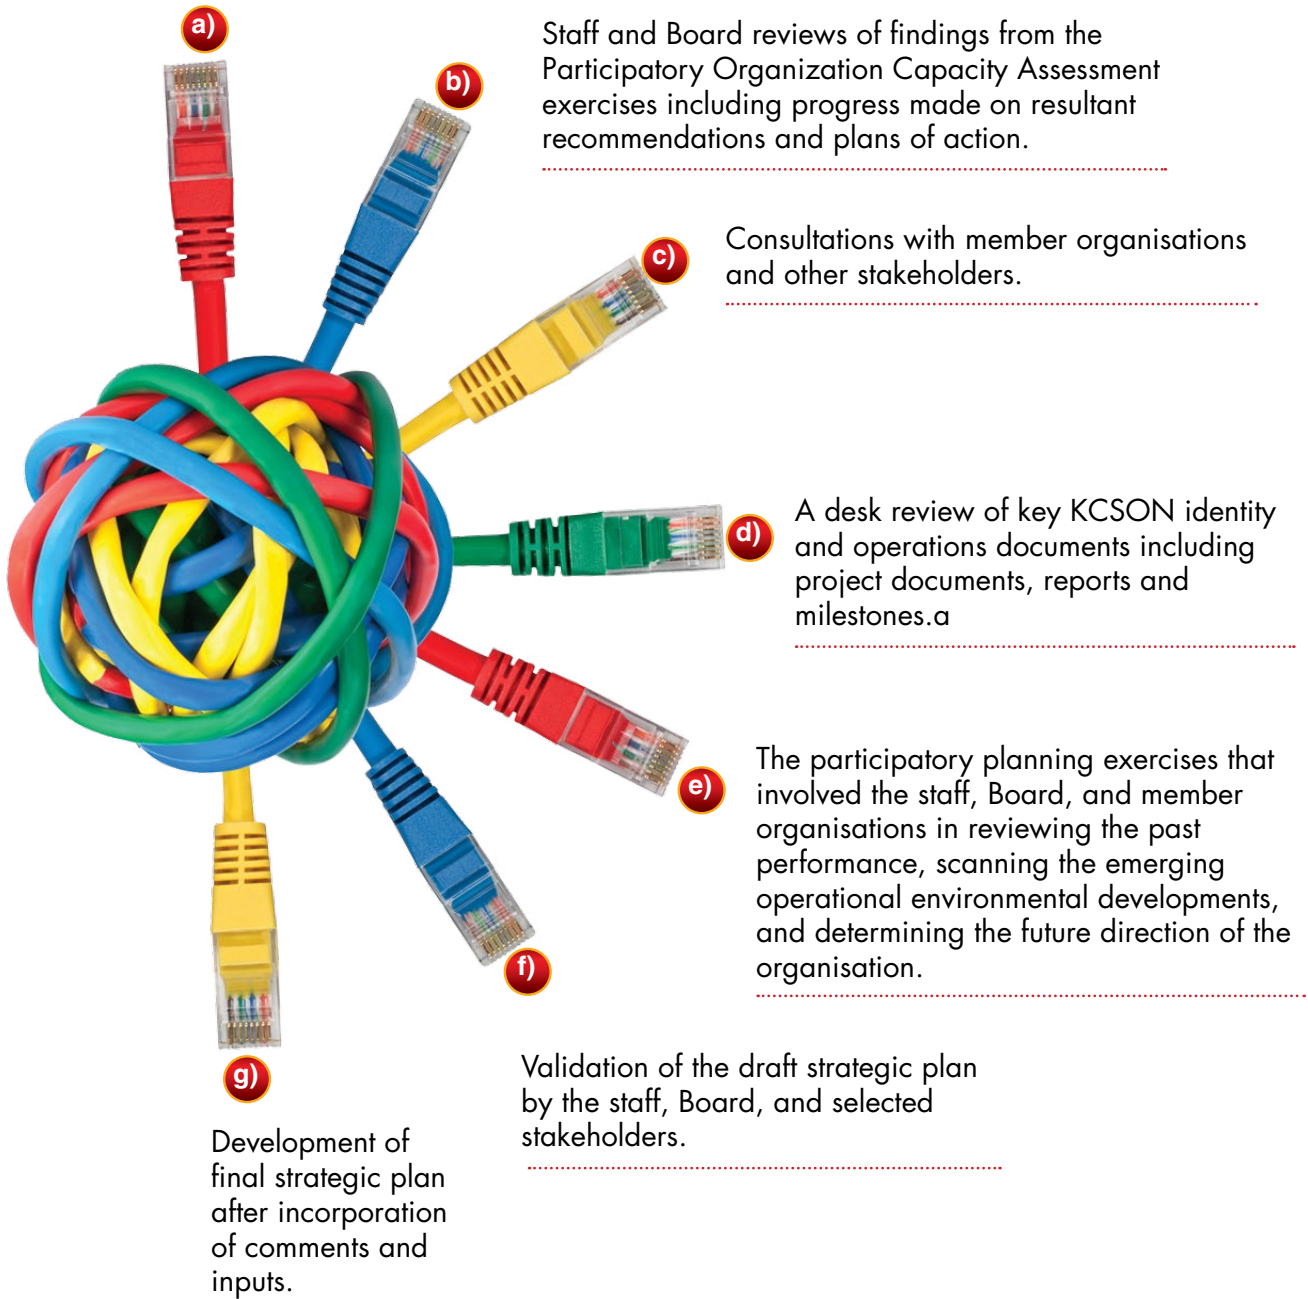 a)
b)
Staff and Board reviews of findings from the
Participatory Organization Capacity Assessment
exercises including progress made on resultant
recommendations and plans of action.
c)
Consultations with member organisations
and other stakeholders.
d)
A desk review of key KCSON identity
and operations documents including
project documents, reports and
milestones.a
e)
The participatory planning exercises that
involved the staff, Board, and member
organisations in reviewing the past
performance, scanning the emerging
operational environmental developments,
and determining the future direction of the
organisation.
f)
Validation of the draft strategic plan
by the staff, Board, and selected
stakeholders.
g)
Development of
final strategic plan
after incorporation
of comments and
inputs.